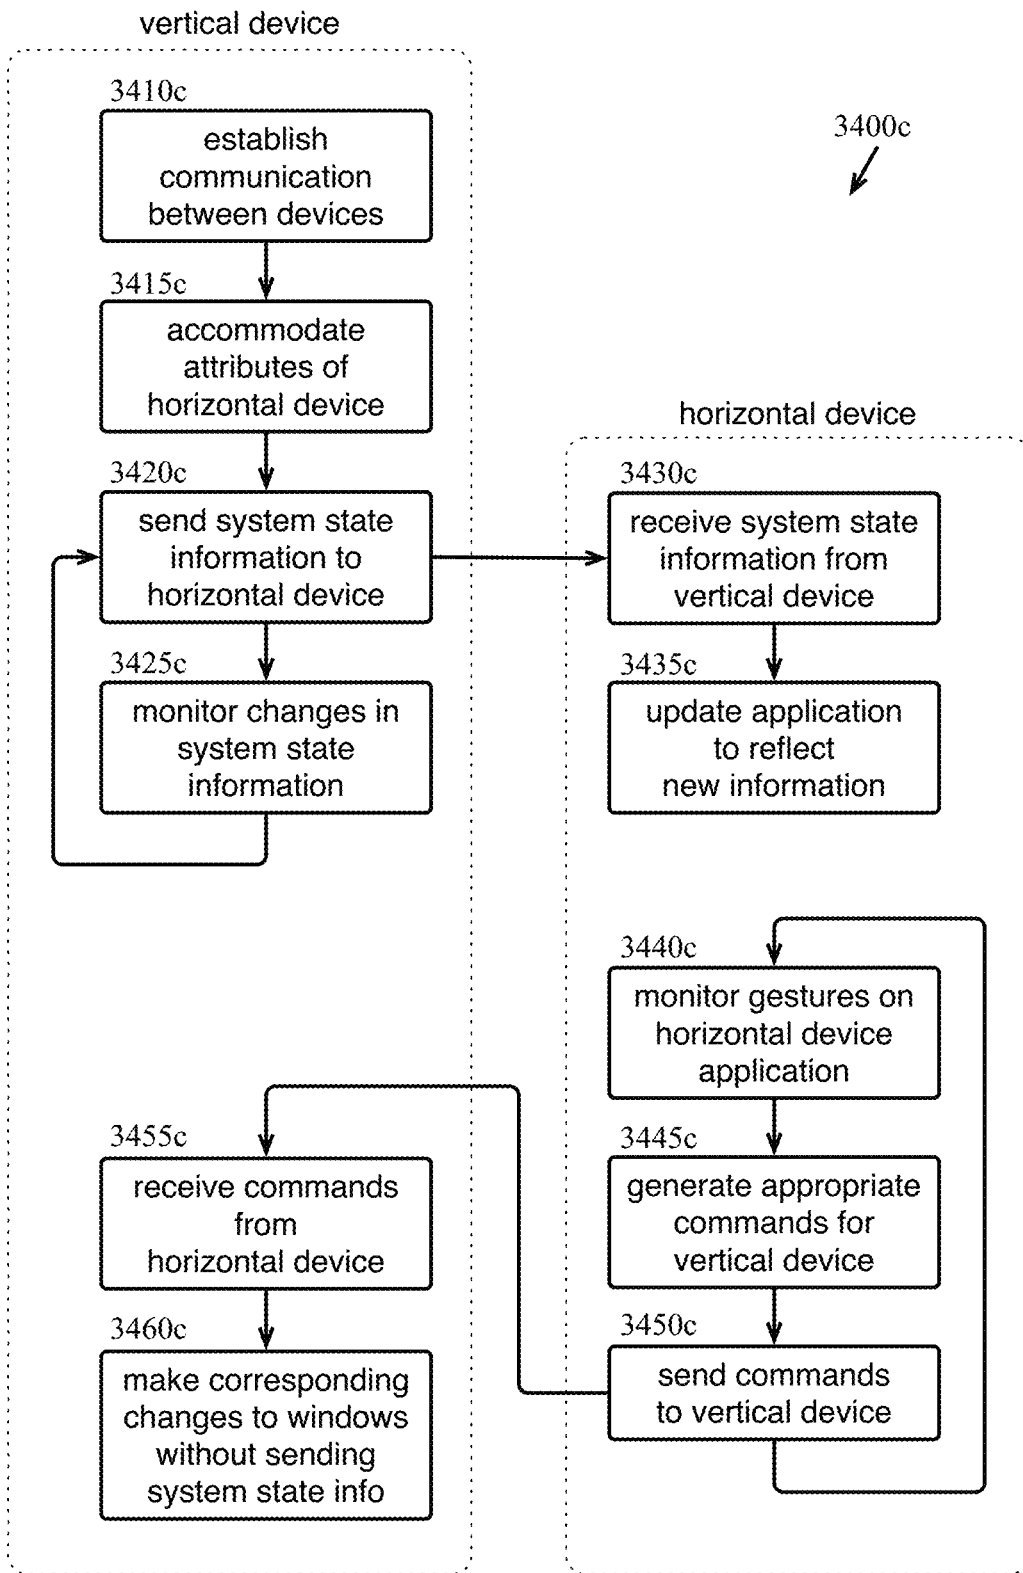 vertical device
3410c
establish
communication
between devices
3400c
3415c
accommodate
attributes of
horizontal device
horizontal device
3420c
send system state
information to
horizontal device
3430c
receive system state
information from
vertical device
3425c
monitor changes in
system state
information
3435c
update application
to reflect
new information
3440c
monitor gestures on
horizontal device
application
3445c
generate appropriate
commands for
vertical device
3450c
send commands
to vertical device
3455c
receive commands
from
horizontal device
3460c
make corresponding
changes to windows
without sending
system state info